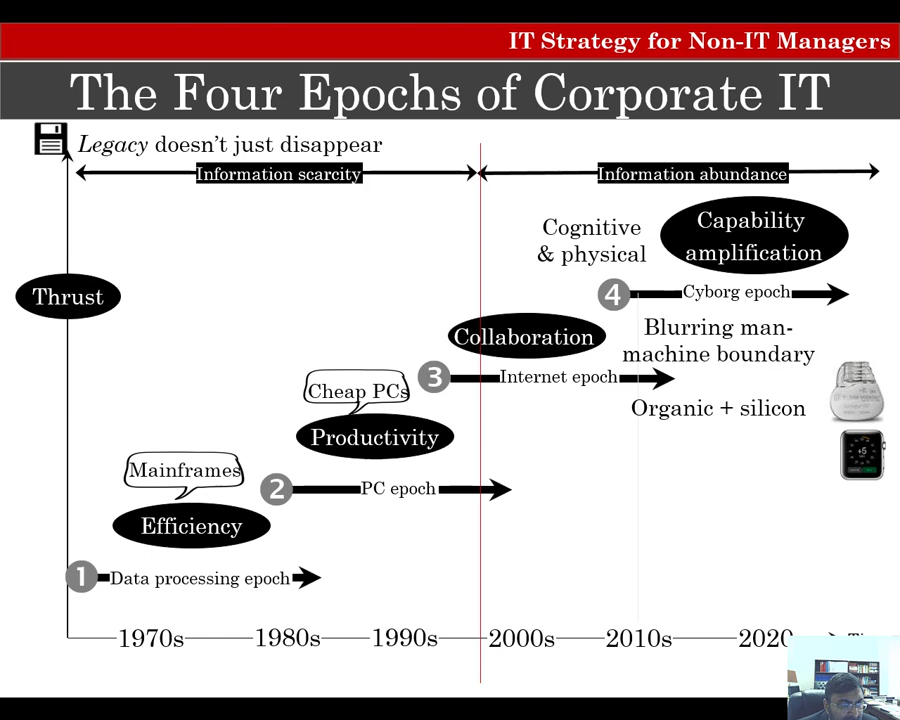 IT Strategy for Non-IT Managers
The Four Epochs of Corporate IT
Legacy doesn’t just disappear
Information scarcity
Information abundance
Cognitive
& physical
Capability
amplification
Thrust
4
Cyborg epoch
Collaboration
Blurring man-
machine boundary
3
Internet epoch
Cheap PCs
Organic + silicon
+5
Productivity
Mainframes
2
PC epoch
Efficiency
1
Data processing epoch
1970s
1980s
1990s
2000s
2010s